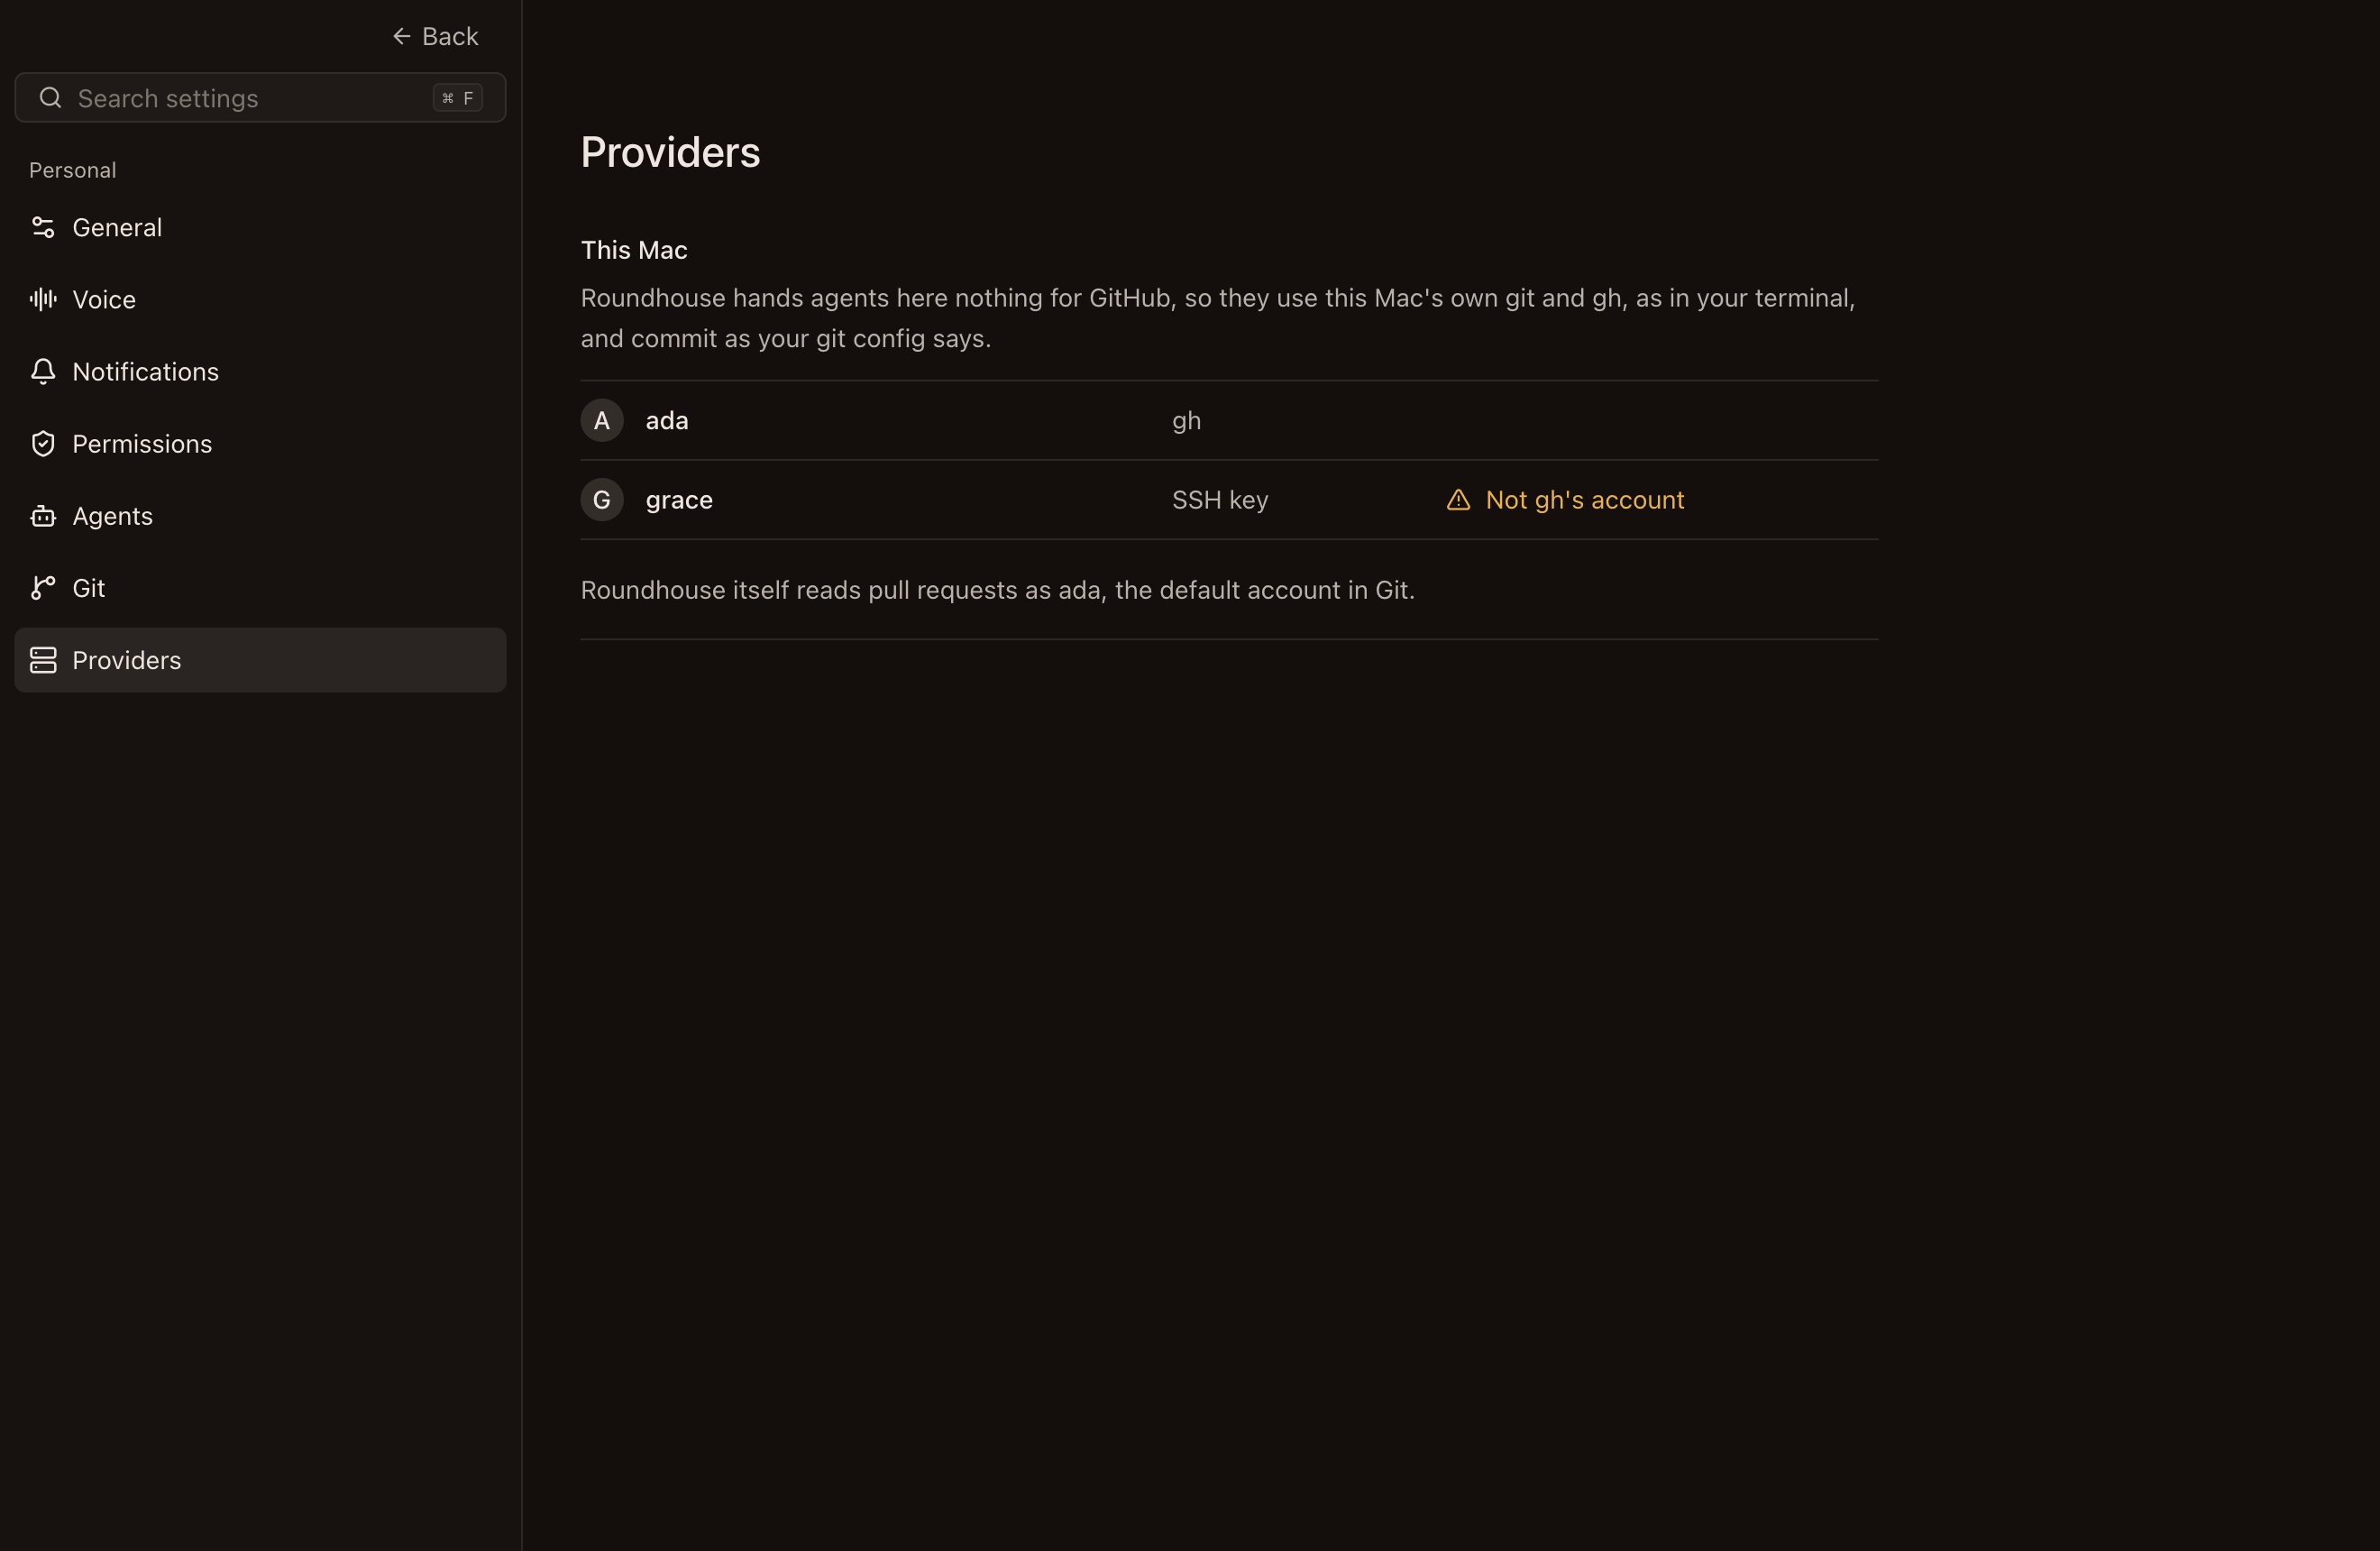 Back
Search settings
⌘ F
Personal
General
Voice
Notifications
Permissions
Agents
Git
Providers
Providers
This Mac
Roundhouse hands agents here nothing for GitHub, so they use this Mac's own git and gh, as in your terminal,
and commit as your git config says.
A ada gh
G grace SSH key Not gh's account
Roundhouse itself reads pull requests as ada, the default account in Git.